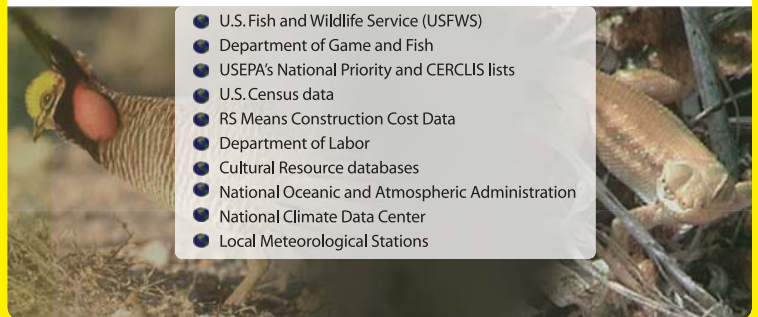 U.S. Fish and Wildlife Service (USFWS)
Department of Game and Fish
USEPA's National Priority and CERCLIS lists
U.S. Census data
RS Means Construction Cost Data
Department of Labor
Cultural Resource databases
National Oceanic and Atmospheric Administration
National Climate Data Center
Local Meteorological Stations